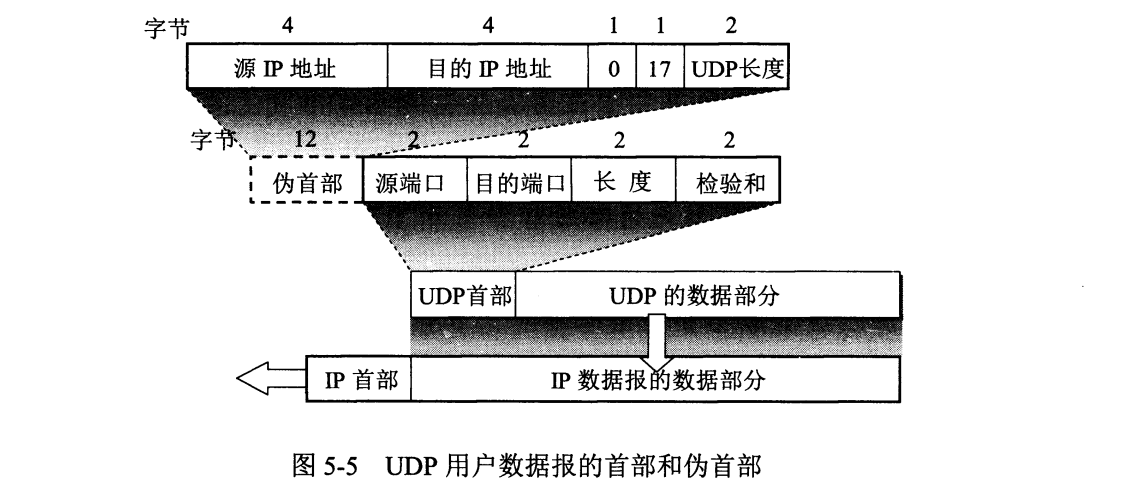 字节 4 4 1 1 2
源 IP 地址 目的 IP 地址 0 17 UDP长度
字节 12 2 2 2 2
伪首部 源端口 目的端口 长 度 检验和
UDP首部 UDP 的数据部分
IP 首部 IP 数据报的数据部分
图 5-5 UDP 用户数据报的首部和伪首部